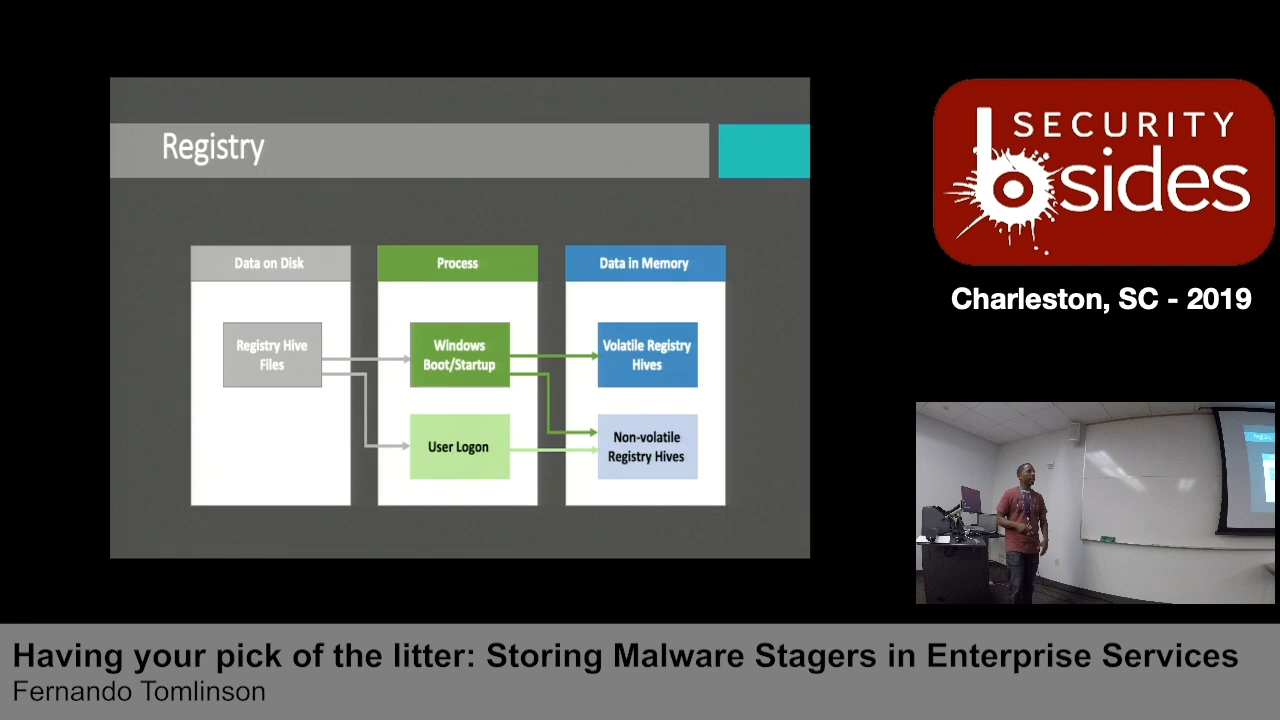 Registry
Data on Disk
Process
Data in Memory
Registry Hive
Files
Windows
Boot/Startup
Volatile Registry
Hives
User Logon
Non-volatile
Registry Hives
SECURITY
bsides
Charleston, SC - 2019
Having your pick of the litter: Storing Malware Stagers in Enterprise Services
Fernando Tomlinson